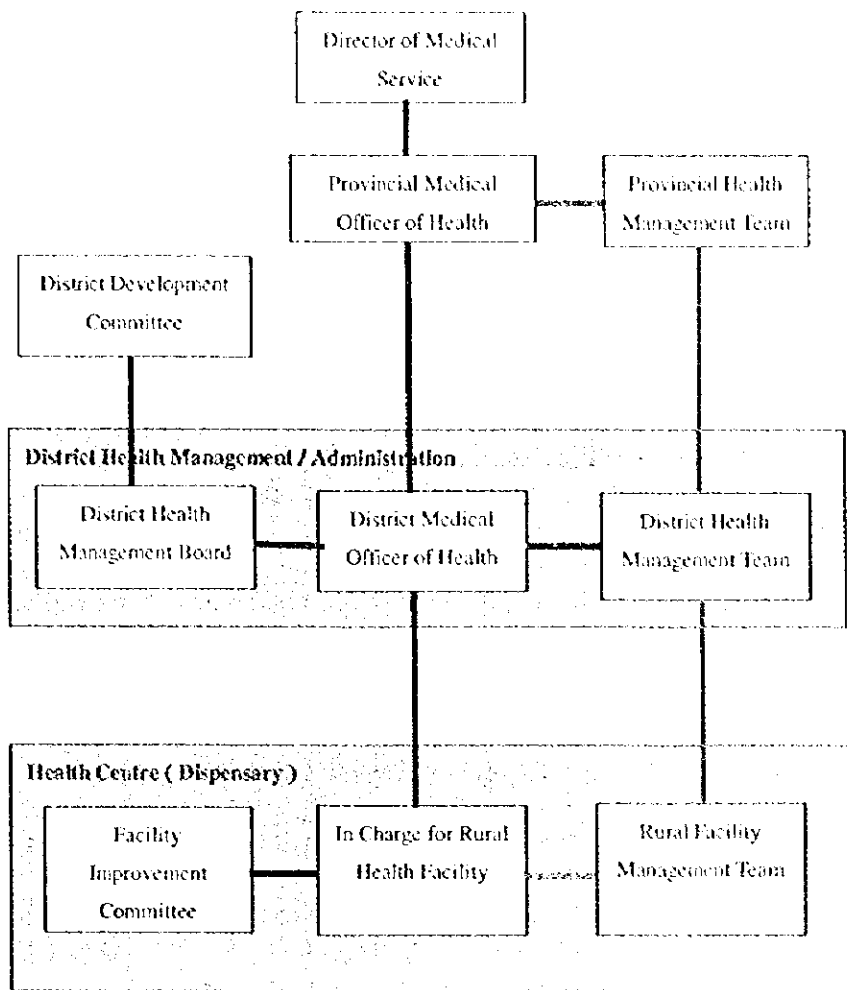 Director of Medical
Service
Provincial Medical
Officer of Health
Provincial Health
Management Team
District Development
Committee
District Health Management / Administration
District Health
Management Board
District Medical
Officer of Health
District Health
Management Team
Health Centre ( Dispensary )
Facility
Improvement
Committee
In Charge for Rural
Health Facility
Rural Facility
Management Team